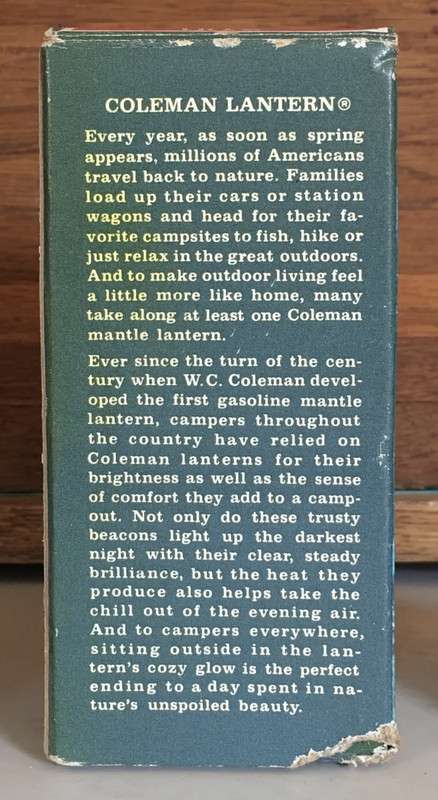 COLEMAN LANTERN®
Every year, as soon as spring
appears, millions of Americans
travel back to nature. Families
load up their cars or station
wagons and head for their fa-
vorite campsites to fish, hike or
just relax in the great outdoors.
And to make outdoor living feel
a little more like home, many
take along at least one Coleman
mantle lantern.
Ever since the turn of the cen-
tury when W.C. Coleman devel-
oped the first gasoline mantle
lantern, campers throughout
the country have relied on
Coleman lanterns for their
brightness as well as the sense
of comfort they add to a camp-
out. Not only do these trusty
beacons light up the darkest
night with their clear, steady
brilliance, but the heat they
produce also helps take the
chill out of the evening air.
And to campers everywhere,
sitting outside in the lan-
tern's cozy glow is the perfect
ending to a day spent in na-
ture's unspoiled beauty.